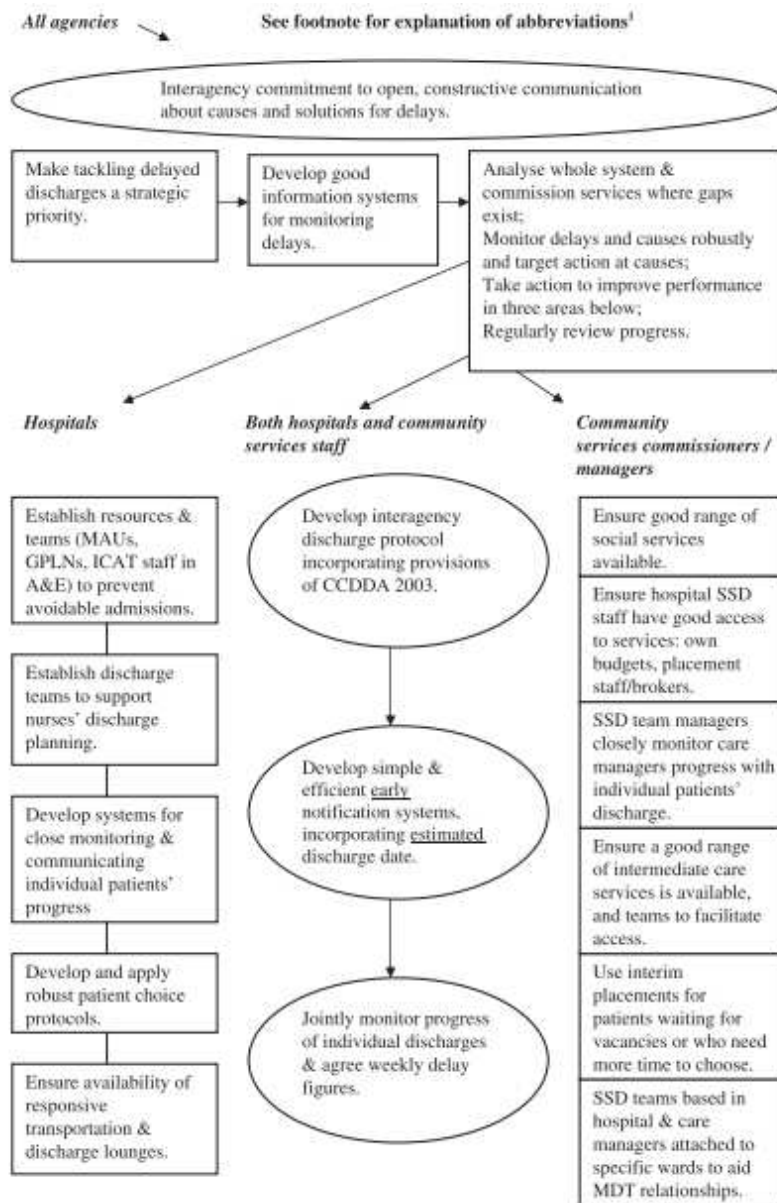 All agencies
See footnote for explanation of abbreviations¹
Interagency commitment to open, constructive communication
about causes and solutions for delays.
Make tackling delayed
discharges a strategic
priority.
Develop good
information systems
for monitoring
delays.
Analyse whole system &
commission services where gaps
exist;
Monitor delays and causes robustly
and target action at causes;
Take action to improve performance
in three areas below;
Regularly review progress.
Hospitals
Establish resources &
teams (MAUs,
GPLNs, ICAT staff in
A&E) to prevent
avoidable admissions.
Establish discharge
teams to support
nurses' discharge
planning.
Develop systems for
close monitoring &
communicating
individual patients'
progress
Develop and apply
robust patient choice
protocols.
Ensure availability of
responsive
transportation &
discharge lounges.
Both hospitals and community
services staff
Develop interagency
discharge protocol
incorporating provisions
of CCDDA 2003.
Develop simple &
efficient early
notification systems,
incorporating estimated
discharge date.
Jointly monitor progress
of individual discharges
& agree weekly delay
figures.
Community
services commissioners /
managers
Ensure good range of
social services
available.
Ensure hospital SSD
staff have good access
to services: own
budgets, placement
staff/brokers.
SSD team managers
closely monitor care
managers progress with
individual patients'
discharge.
Ensure a good range
of intermediate care
services is available,
and teams to facilitate
access.
Use interim
placements for
patients waiting for
vacancies or who need
more time to choose.
SSD teams based in
hospital & care
managers attached to
specific wards to aid
MDT relationships.